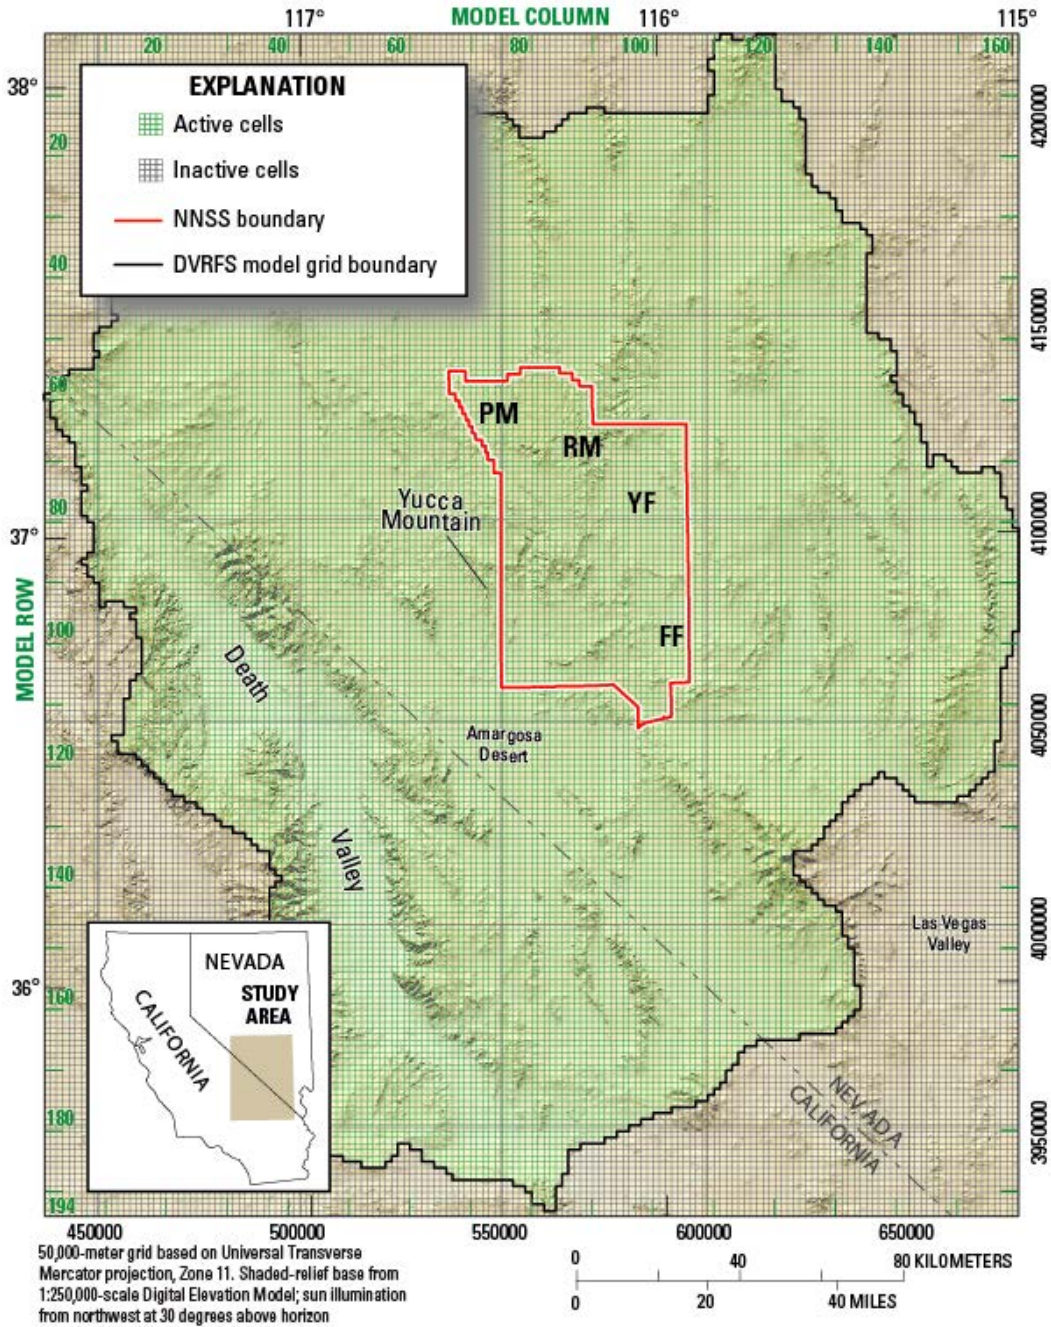 117°
MODEL COLUMN
116°
115°
20
40
60
80
100
120
140
160
38°
EXPLANATION
Active cells
Inactive cells
NNSS boundary
DVRFS model grid boundary
20
40
60
80
100
120
140
160
180
194
MODEL ROW
37°
36°
4200000
4150000
4100000
4050000
4000000
3950000
PM
RM
YF
Yucca
Mountain
FF
Death
Valley
Amargosa
Desert
Las Vegas
Valley
NEVADA
CALIFORNIA
NEVADA
STUDY
AREA
CALIFORNIA
450000
500000
550000
600000
650000
50,000-meter grid based on Universal Transverse
Mercator projection, Zone 11. Shaded-relief base from
1:250,000-scale Digital Elevation Model; sun illumination
from northwest at 30 degrees above horizon
0
40
80 KILOMETERS
0
20
40 MILES